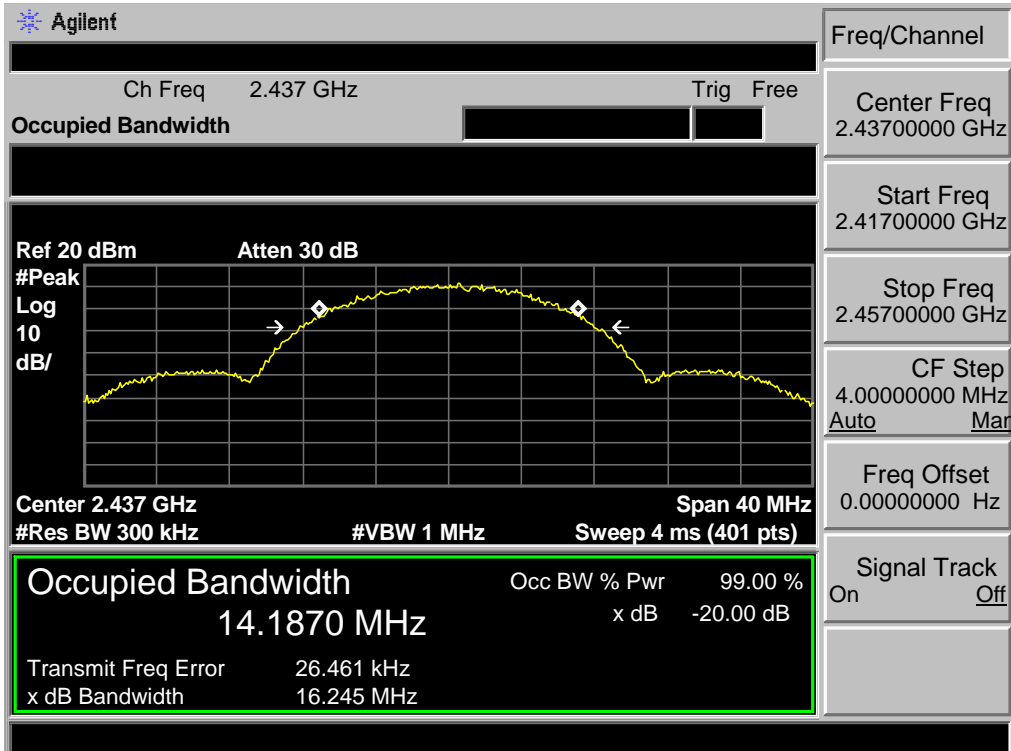 Agilent
Freq/Channel
Ch Freq 2.437 GHz Trig Free
Occupied Bandwidth
Center Freq
2.43700000 GHz
Start Freq
2.41700000 GHz
Stop Freq
2.45700000 GHz
CF Step
4.00000000 MHz
Auto Man
Freq Offset
0.00000000 Hz
Signal Track
On Off
Ref 20 dBm Atten 30 dB
#Peak
Log
10
dB/
Center 2.437 GHz Span 40 MHz
#Res BW 300 kHz #VBW 1 MHz Sweep 4 ms (401 pts)
Occupied Bandwidth
14.1870 MHz
Occ BW % Pwr 99.00 %
x dB -20.00 dB
Transmit Freq Error 26.461 kHz
x dB Bandwidth 16.245 MHz